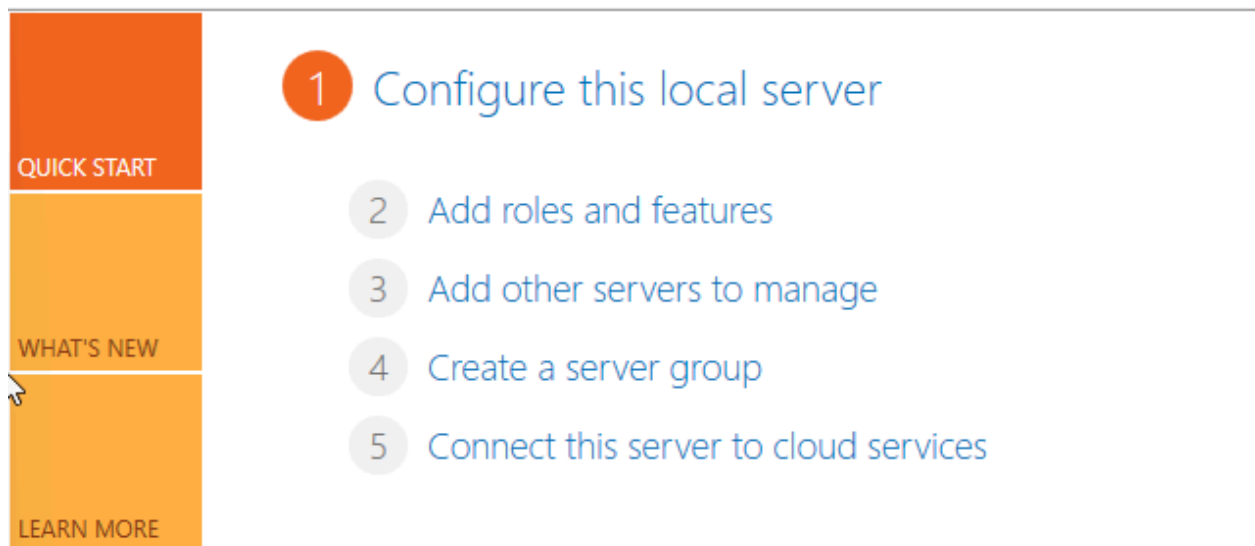 QUICK START
WHAT'S NEW
LEARN MORE
1 Configure this local server
2 Add roles and features
3 Add other servers to manage
4 Create a server group
5 Connect this server to cloud services